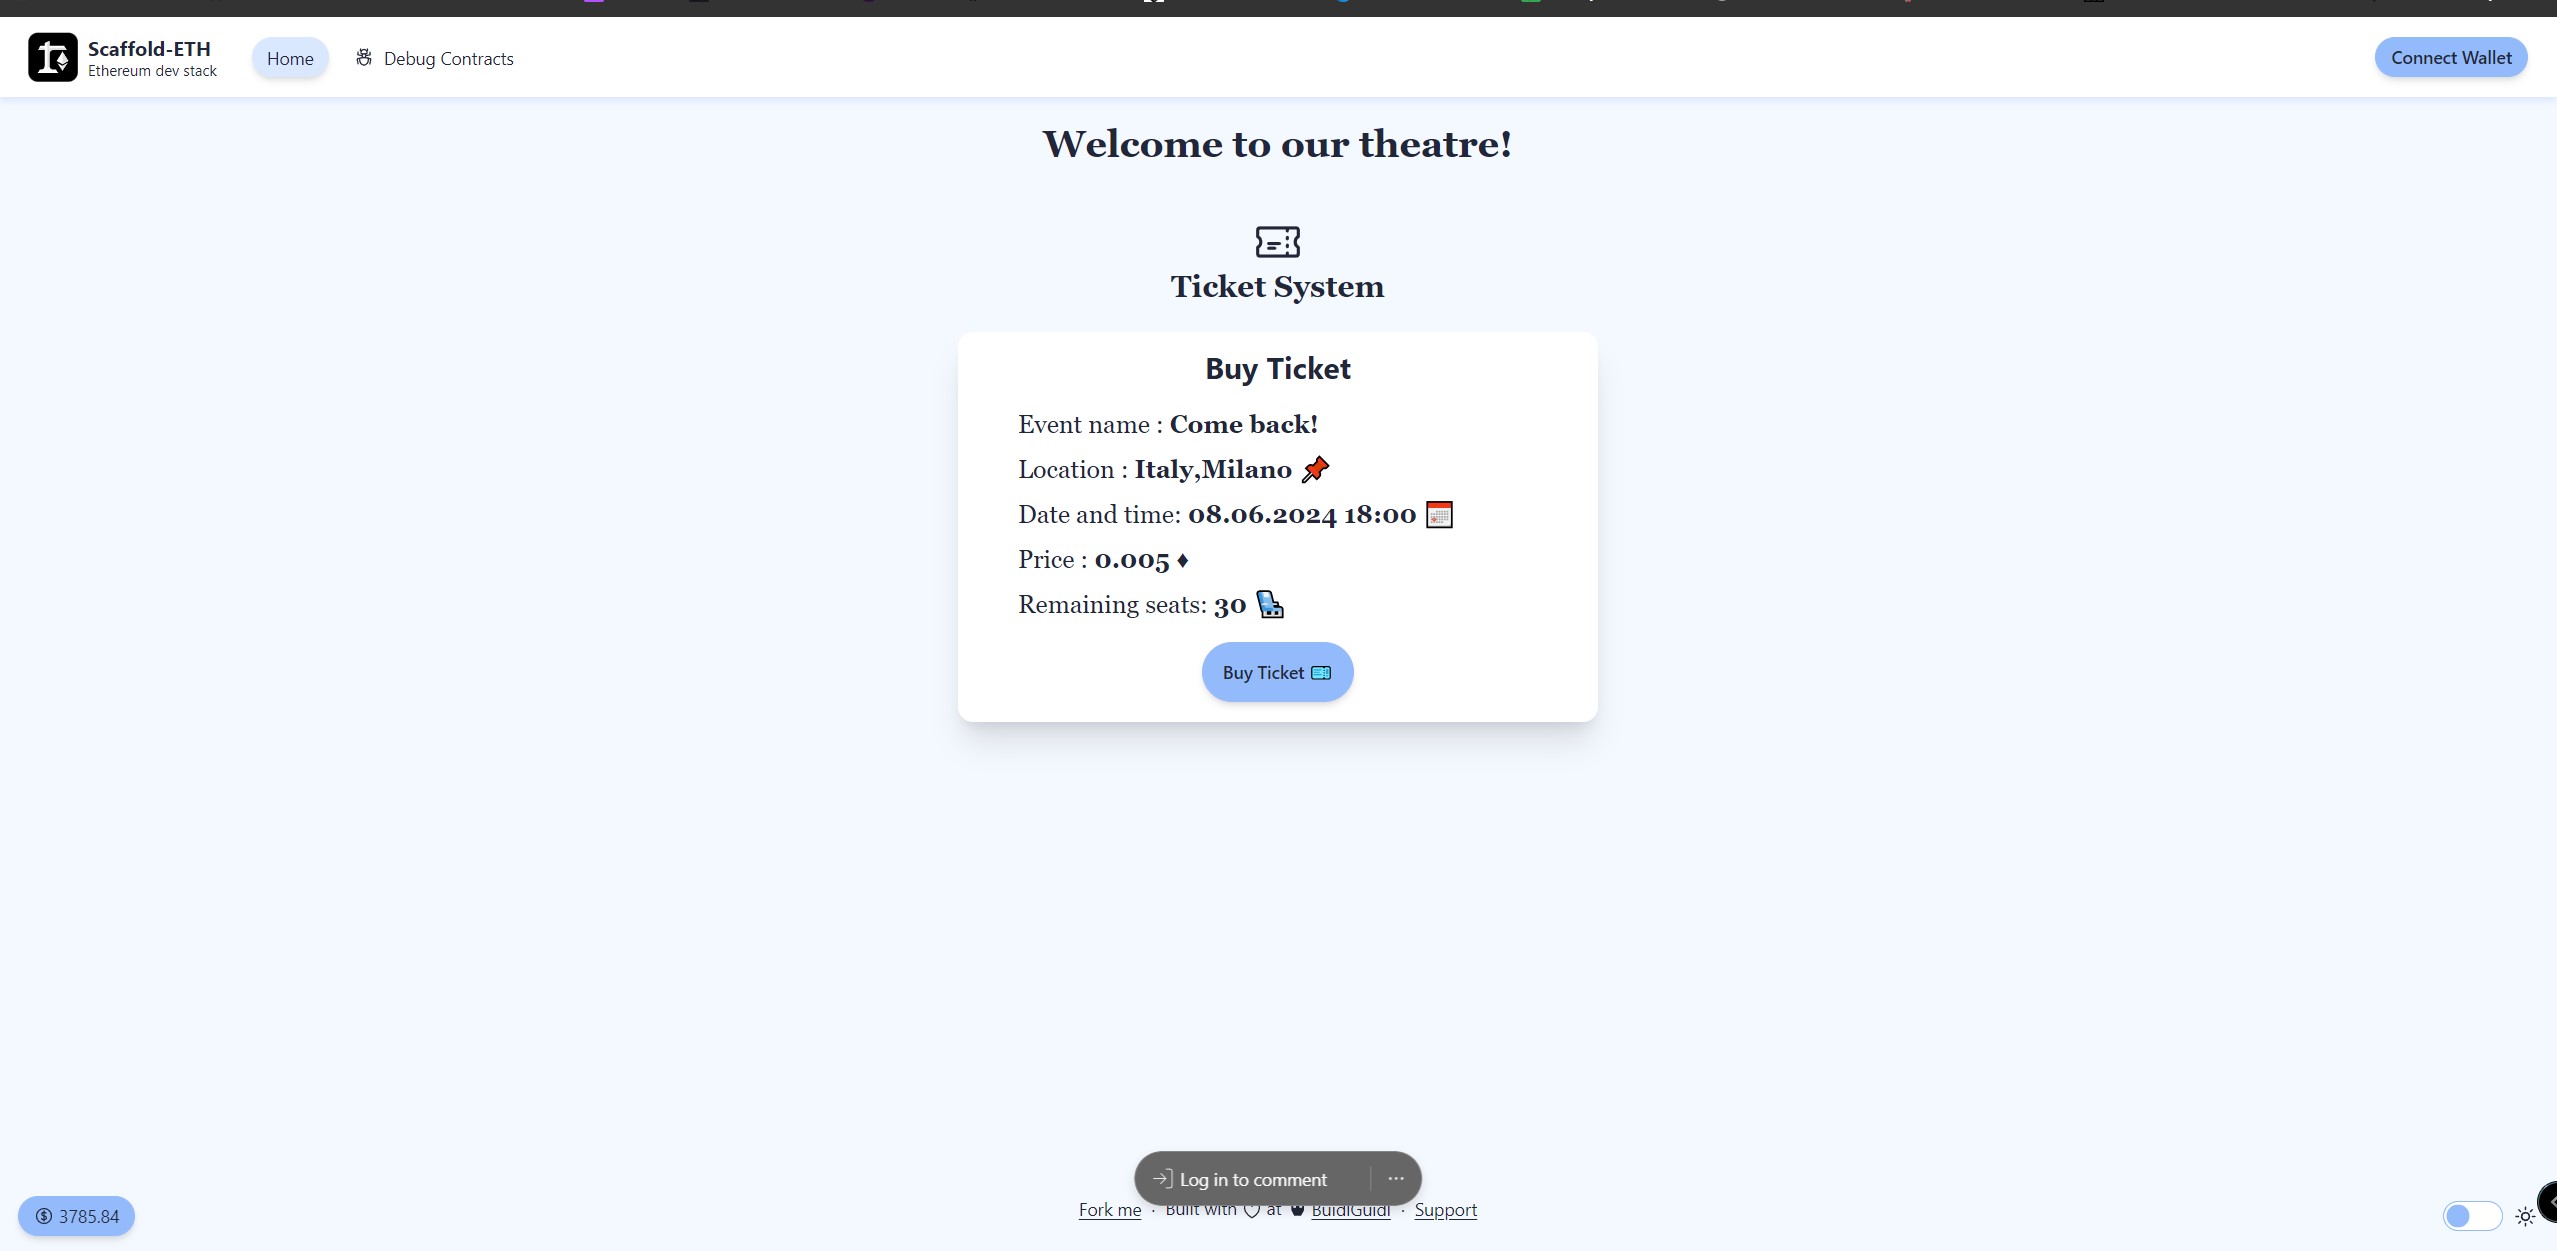 Scaffold-ETH
Ethereum dev stack
Home
Debug Contracts
Connect Wallet
Welcome to our theatre!
Ticket System
Buy Ticket
Event name : Come back!
Location : Italy,Milano
Date and time: 08.06.2024 18:00
Price : 0.005 ♦
Remaining seats: 30
Buy Ticket
Log in to comment
Fork me · Built with ♡ at BuidlGuidl · Support
3785.84